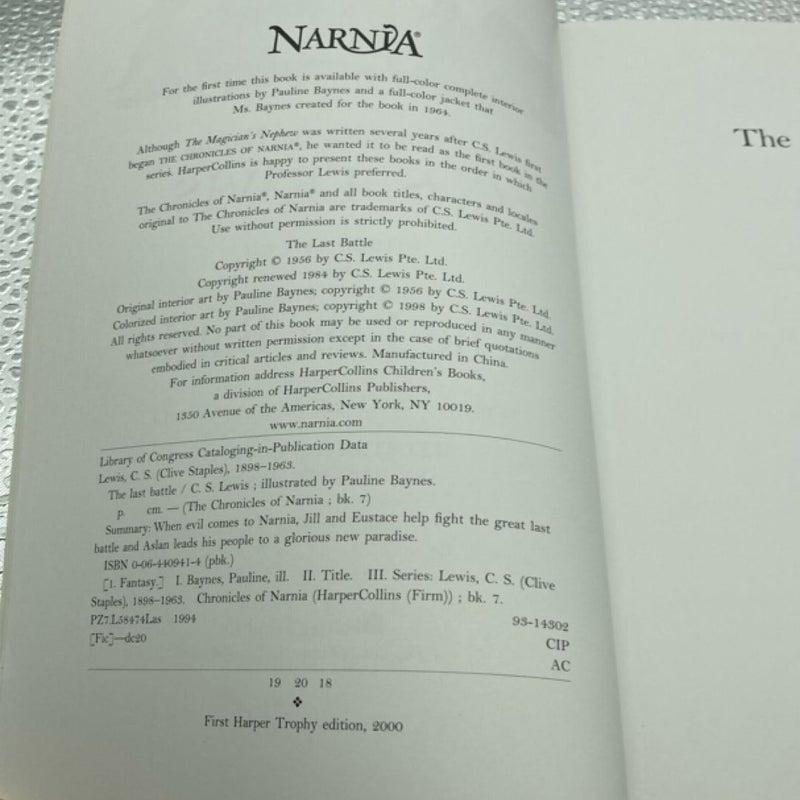 NARNIA®
For the first time this book is available with full-color complete interior
illustrations by Pauline Baynes and a full-color jacket that
Ms. Baynes created for the book in 1964.
Although The Magician's Nephew was written several years after C.S. Lewis first
began THE CHRONICLES OF NARNIA®, he wanted it to be read as the first book in the
series. HarperCollins is happy to present these books in the order in which
Professor Lewis preferred.
The Chronicles of Narnia®, Narnia® and all book titles, characters and locales
original to The Chronicles of Narnia are trademarks of C.S. Lewis Pte. Ltd.
Use without permission is strictly prohibited.
The Last Battle
Copyright © 1956 by C.S. Lewis Pte. Ltd.
Copyright renewed 1984 by C.S. Lewis Pte. Ltd.
Original interior art by Pauline Baynes; copyright © 1956 by C.S. Lewis Pte. Ltd.
Colorized interior art by Pauline Baynes; copyright © 1998 by C.S. Lewis Pte. Ltd.
All rights reserved. No part of this book may be used or reproduced in any manner
whatsoever without written permission except in the case of brief quotations
embodied in critical articles and reviews. Manufactured in China.
For information address HarperCollins Children's Books,
a division of HarperCollins Publishers,
1350 Avenue of the Americas, New York, NY 10019.
www.narnia.com
Library of Congress Cataloging-in-Publication Data
Lewis, C. S. (Clive Staples), 1898–1963.
The last battle / C. S. Lewis ; illustrated by Pauline Baynes.
p. cm. — (The Chronicles of Narnia ; bk. 7)
Summary: When evil comes to Narnia, Jill and Eustace help fight the great last
battle and Aslan leads his people to a glorious new paradise.
ISBN 0-06-440941-4 (pbk.)
[1. Fantasy.] I. Baynes, Pauline, ill. II. Title. III. Series: Lewis, C. S. (Clive
Staples), 1898–1963. Chronicles of Narnia (HarperCollins (Firm)) ; bk. 7.
PZ7.L58474Las 1994 93-14302
[Fic]—dc20 CIP
AC
19 20 18
First Harper Trophy edition, 2000
The